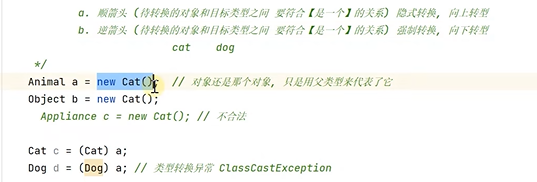 a. 顺箭头 (待转换的对象和目标类型之间 要符合【是一个】的关系) 隐式转换, 向上转型
b. 逆箭头 (待转换的对象和目标类型之间 要符合【是一个】的关系) 强制转换, 向下转型
cat dog
*/
Animal a = new Cat(); // 对象还是那个对象, 只是用父类型来代表了它
Object b = new Cat();
Appliance c = new Cat(); // 不合法
Cat c = (Cat) a;
Dog d = (Dog) a; // 类型转换异常 ClassCastException